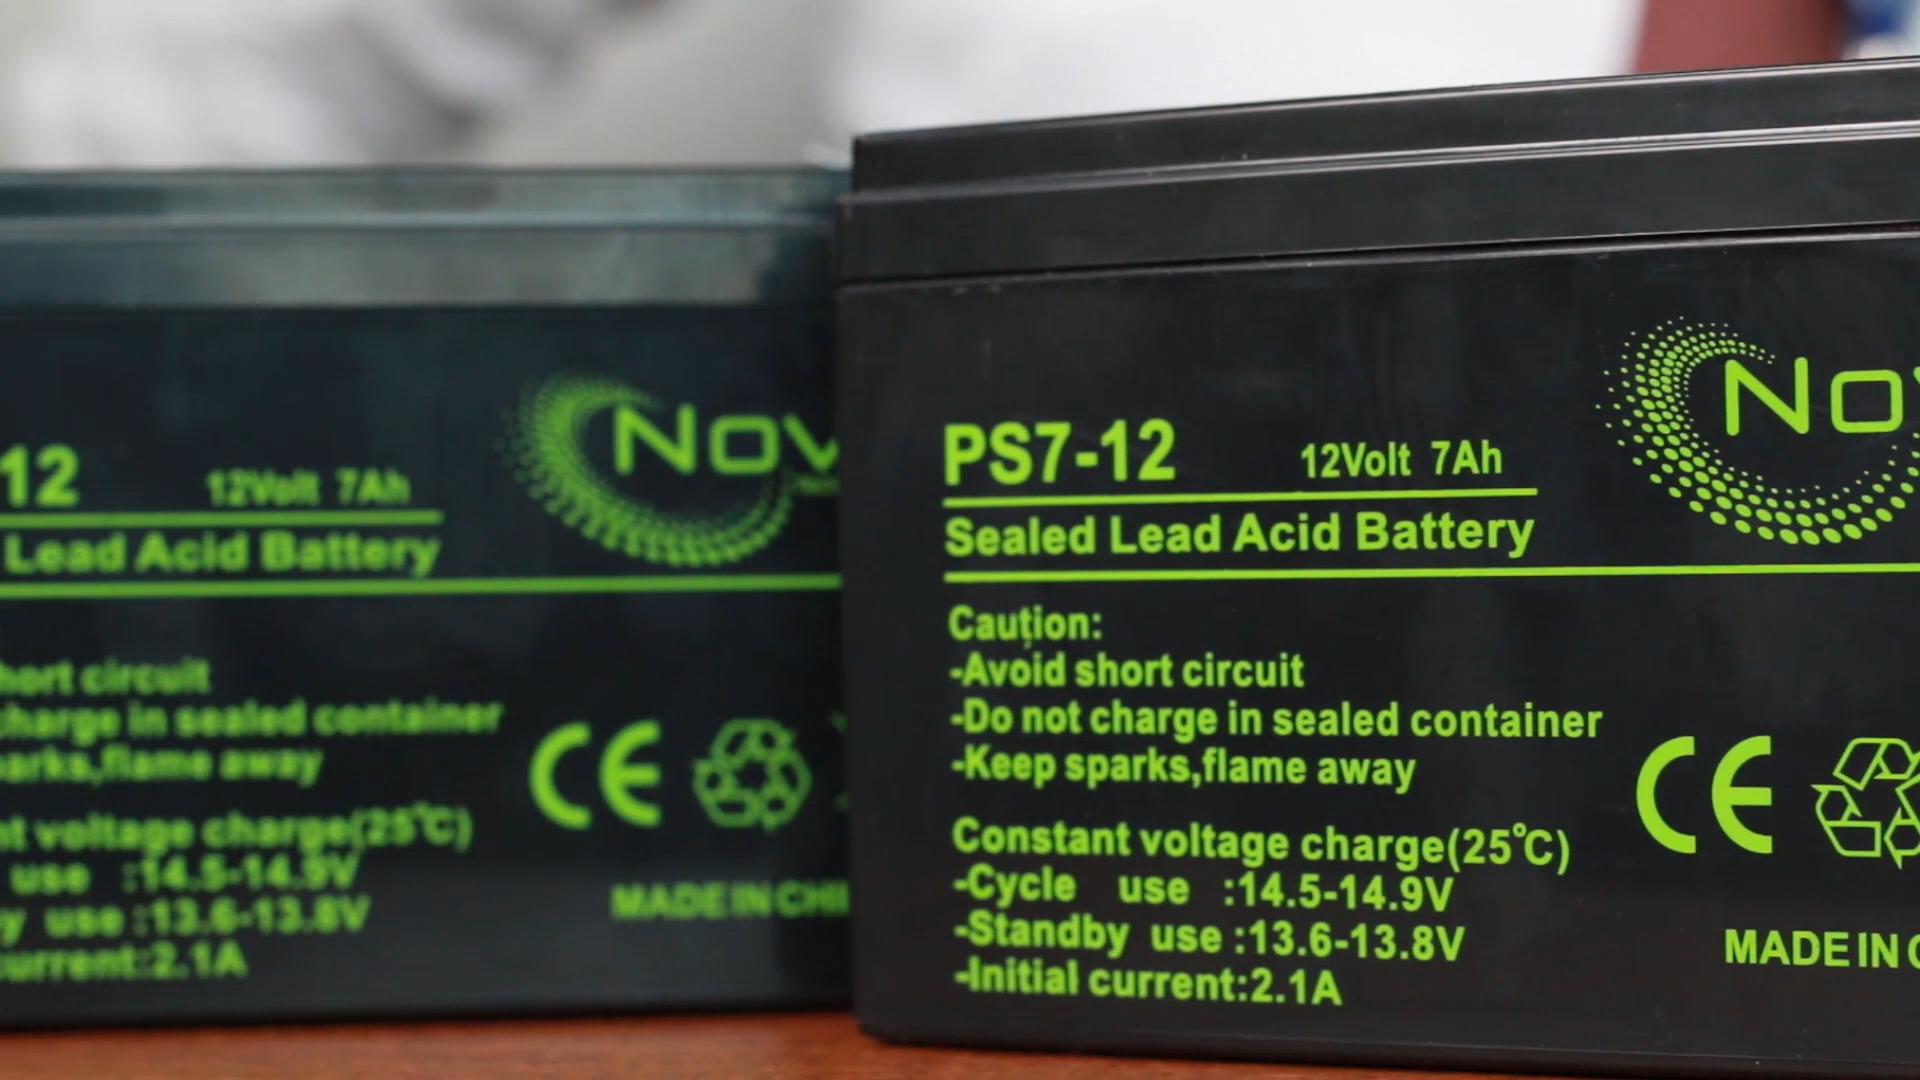 12
12Volt 7Ah
Lead Acid Battery
Nov
short circuit
charge in sealed container
sparks,flame away
nt voltage charge(25℃)
use :14.5-14.9V
y use :13.6-13.8V
current:2.1A
CE
MADE IN CHI
PS7-12
12Volt 7Ah
Sealed Lead Acid Battery
Nov
Caution:
-Avoid short circuit
-Do not charge in sealed container
-Keep sparks,flame away
Constant voltage charge(25℃)
-Cycle use :14.5-14.9V
-Standby use :13.6-13.8V
-Initial current:2.1A
CE
MADE IN C